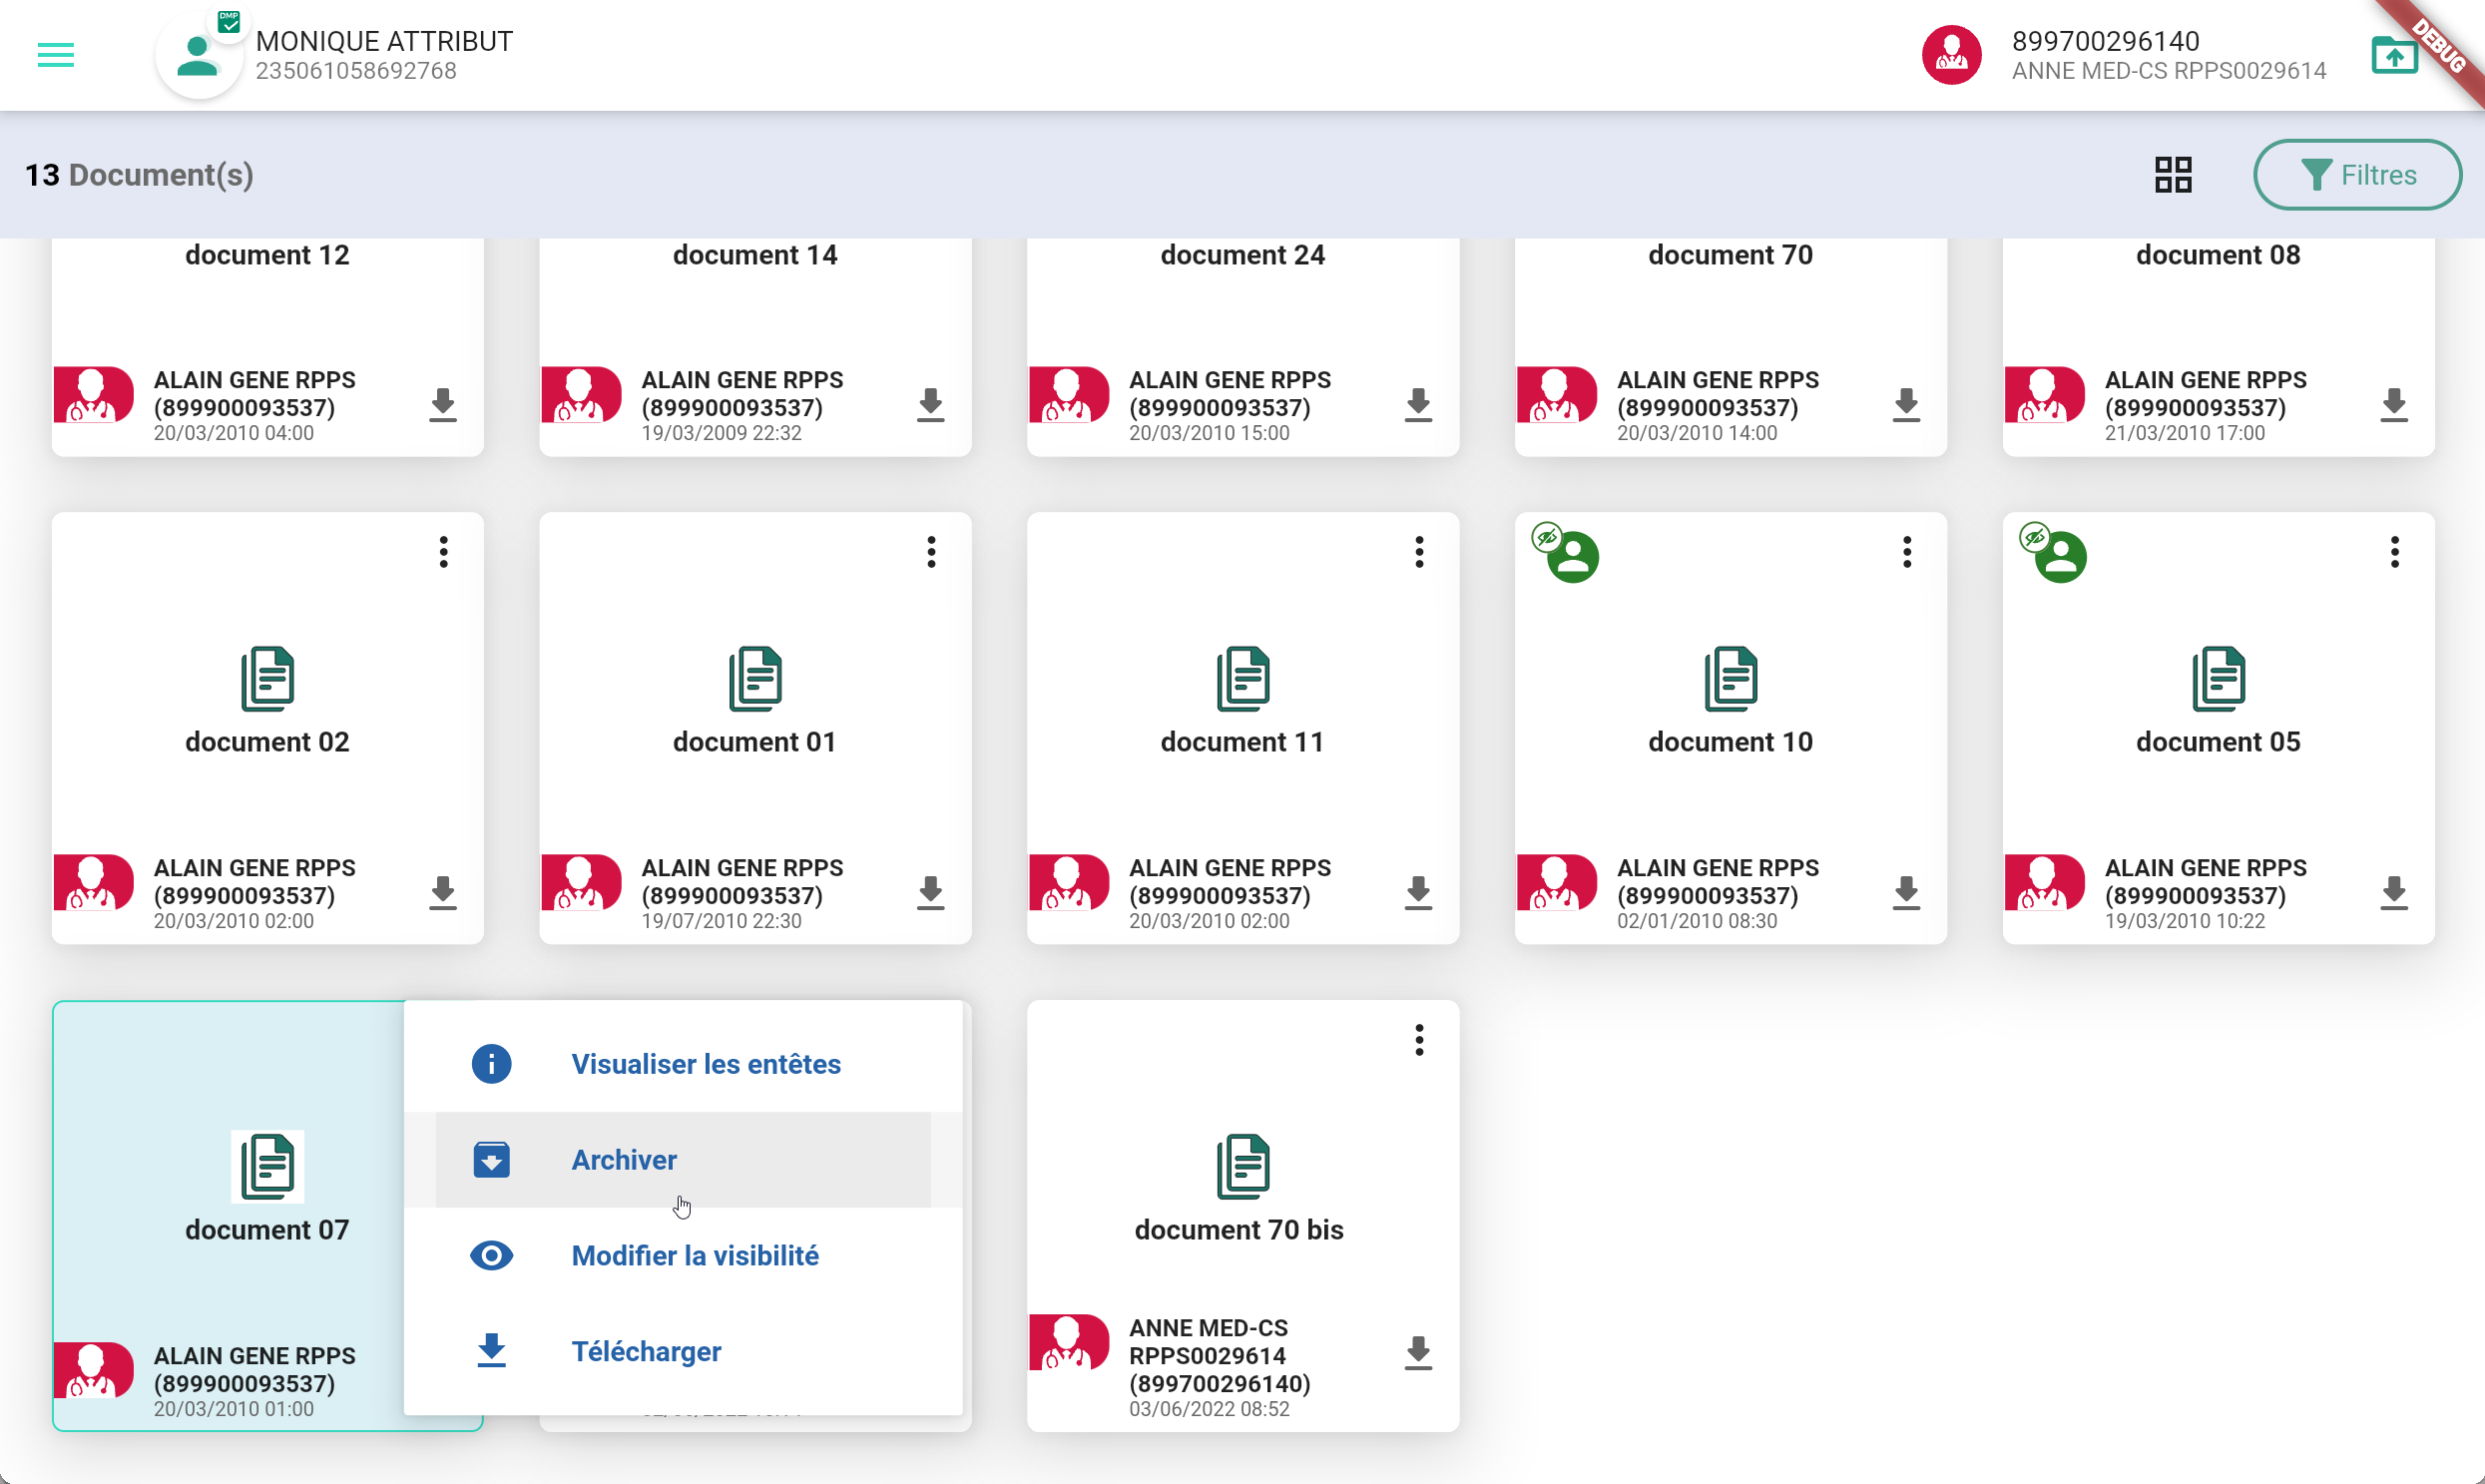 DMP
MONIQUE ATTRIBUT
235061058692768
899700296140
ANNE MED-CS RPPS0029614
DEBUG
13 Document(s)
Filtres
document 12
document 14
document 24
document 70
document 08
ALAIN GENE RPPS
(899900093537)
20/03/2010 04:00
ALAIN GENE RPPS
(899900093537)
19/03/2009 22:32
ALAIN GENE RPPS
(899900093537)
20/03/2010 15:00
ALAIN GENE RPPS
(899900093537)
20/03/2010 14:00
ALAIN GENE RPPS
(899900093537)
21/03/2010 17:00
document 02
document 01
document 11
document 10
document 05
ALAIN GENE RPPS
(899900093537)
20/03/2010 02:00
ALAIN GENE RPPS
(899900093537)
19/07/2010 22:30
ALAIN GENE RPPS
(899900093537)
20/03/2010 02:00
ALAIN GENE RPPS
(899900093537)
02/01/2010 08:30
ALAIN GENE RPPS
(899900093537)
19/03/2010 10:22
document 07
ALAIN GENE RPPS
(899900093537)
20/03/2010 01:00
Visualiser les entêtes
Archiver
Modifier la visibilité
Télécharger
document 70 bis
ANNE MED-CS
RPPS0029614
(899700296140)
03/06/2022 08:52